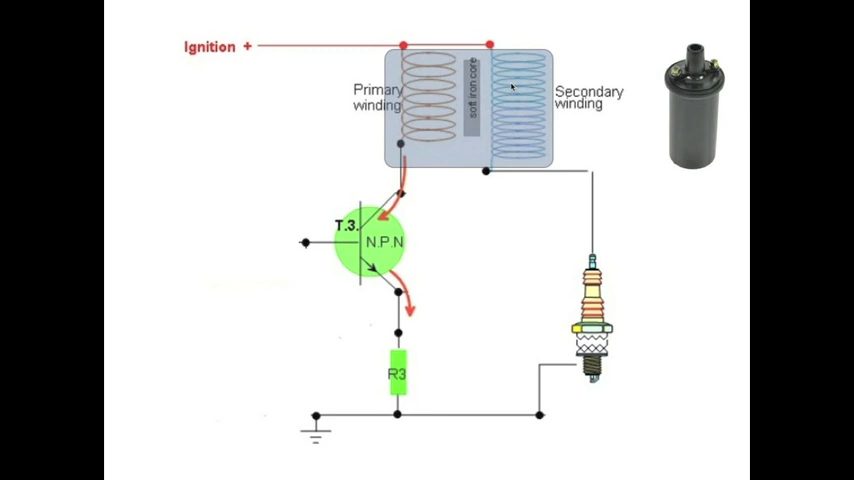 Ignition +
Primary
winding
soft iron core
Secondary
winding
T.3.
N.P.N
R3